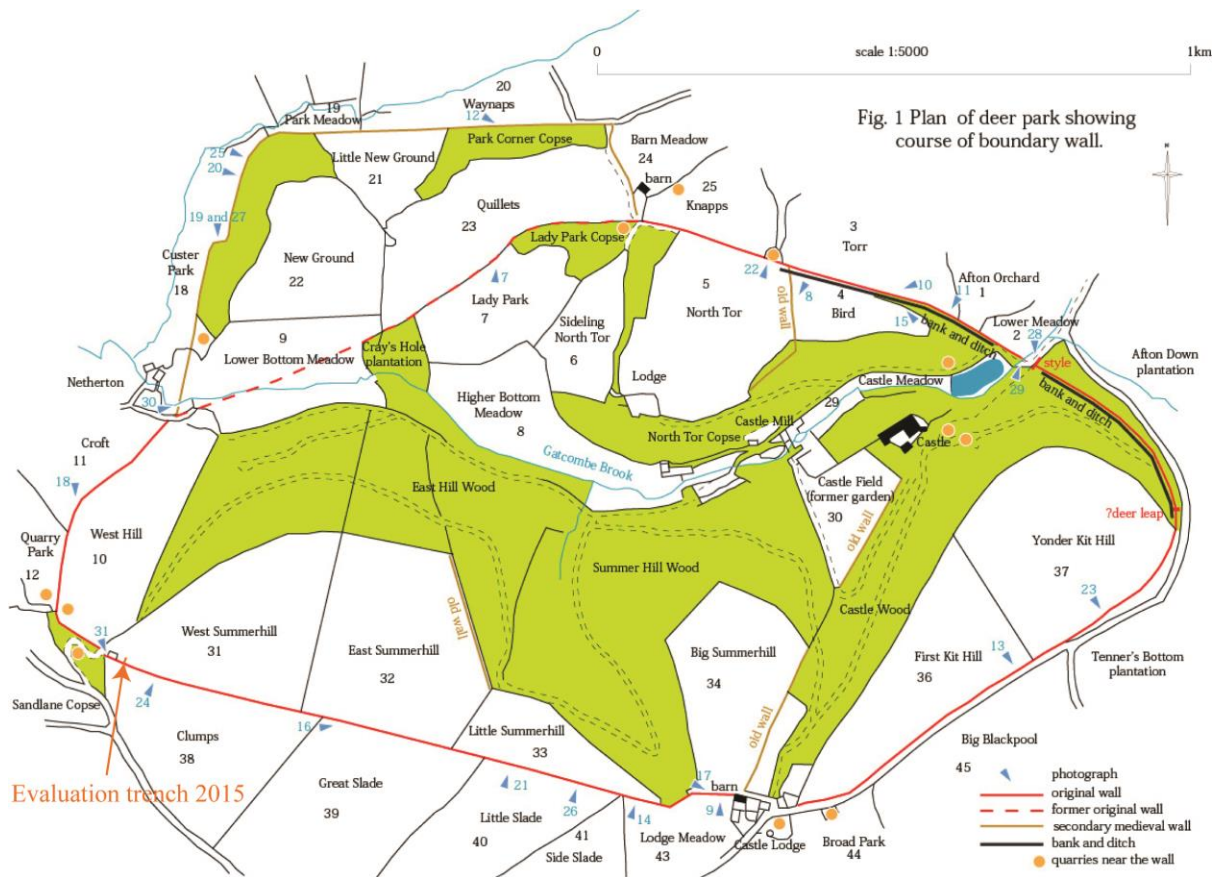 0
scale 1:5000
1km
Fig. 1 Plan of deer park showing
course of boundary wall.
N
20
Waynaps
12
19
Park Meadow
Park Corner Copse
Barn Meadow
24
barn
25
Knapps
25
20
Little New Ground
21
Quillets
23
19 and 27
Custer
Park
18
New Ground
22
Lady Park Copse
7
Lady Park
7
3
Torr
22
5
North Tor
old wall
8
4
Bird
10
11
Afton Orchard
1
15
bank and ditch
2
Lower Meadow
28
style
29
Afton Down
plantation
bank and ditch
9
Lower Bottom Meadow
Cray's Hole
plantation
Sideling
North Tor
6
Lodge
Netherton
30
Higher Bottom
Meadow
8
Castle Meadow
29
Castle Mill
North Tor Copse
Castle
Croft
11
18
Gatcombe Brook
East Hill Wood
Castle Field
(former garden)
30
old wall
?deer leap
Quarry
Park
12
West Hill
10
Summer Hill Wood
Yonder Kit Hill
37
23
31
West Summerhill
31
old wall
East Summerhill
32
Castle Wood
Big Summerhill
34
13
First Kit Hill
36
Tenner's Bottom
plantation
Sandlane Copse
24
Clumps
38
16
Little Summerhill
33
old wall
Big Blackpool
45
Evaluation trench 2015
Great Slade
39
21
Little Slade
40
26
41
Side Slade
14
17
barn
9
Lodge Meadow
43
Castle Lodge
Broad Park
44
photograph
original wall
former original wall
secondary medieval wall
bank and ditch
quarries near the wall